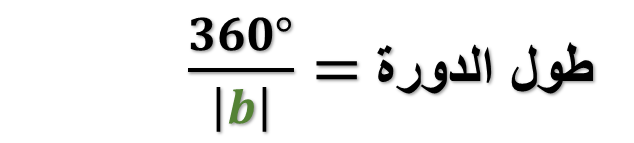 طول الدورة = 360° / |b|